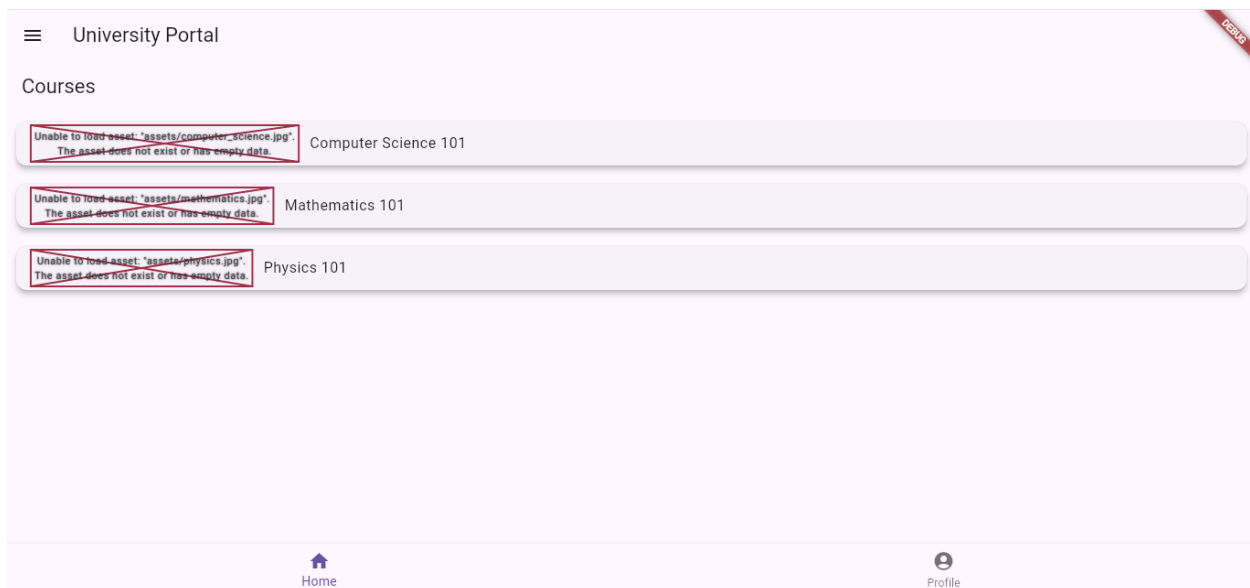 University Portal
DEBUG
Courses
Unable to load asset: "assets/computer_science.jpg".
The asset does not exist or has empty data.
Computer Science 101
Unable to load asset: "assets/mathematics.jpg".
The asset does not exist or has empty data.
Mathematics 101
Unable to load asset: "assets/physics.jpg".
The asset does not exist or has empty data.
Physics 101
Home
Profile